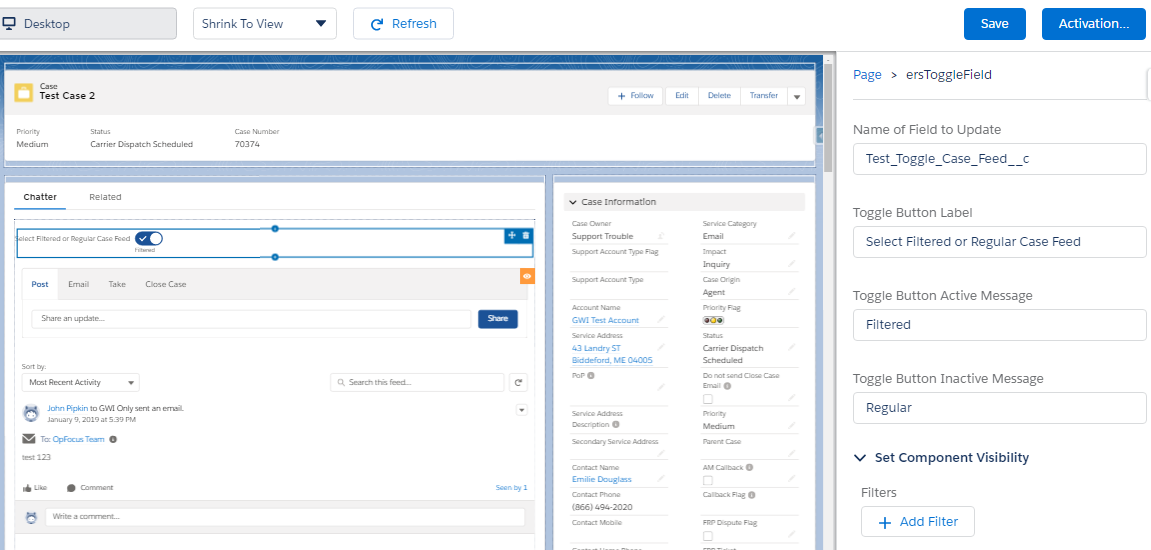 Desktop
Shrink To View
Refresh
Save
Activation...
Case
Test Case 2
Follow
Edit
Delete
Transfer
Priority
Medium
Status
Carrier Dispatch Scheduled
Case Number
70374
Chatter
Related
Select Filtered or Regular Case Feed
Filtered
Post
Email
Take
Close Case
Share an update...
Share
Sort by:
Most Recent Activity
Search this feed...
John Pipkin to GWI Only sent an email.
January 9, 2019 at 5:39 PM
To: OpFocus Team
test 123
Like
Comment
Seen by 1
Write a comment...
Case Information
Case Owner
Support Trouble
Service Category
Email
Support Account Type Flag
Impact
Inquiry
Support Account Type
Case Origin
Agent
Account Name
GWI Test Account
Priority Flag
Service Address
43 Landry ST
Biddeford, ME 04005
Status
Carrier Dispatch
Scheduled
PoP
Do not send Close Case
Email
Service Address
Description
Priority
Medium
Secondary Service Address
Parent Case
Contact Name
Emilie Douglass
AM Callback
Contact Phone
(866) 494-2020
Callback Flag
Contact Mobile
FRP Dispute Flag
Page > ersToggleField
Name of Field to Update
Test_Toggle_Case_Feed__c
Toggle Button Label
Select Filtered or Regular Case Feed
Toggle Button Active Message
Filtered
Toggle Button Inactive Message
Regular
Set Component Visibility
Filters
Add Filter